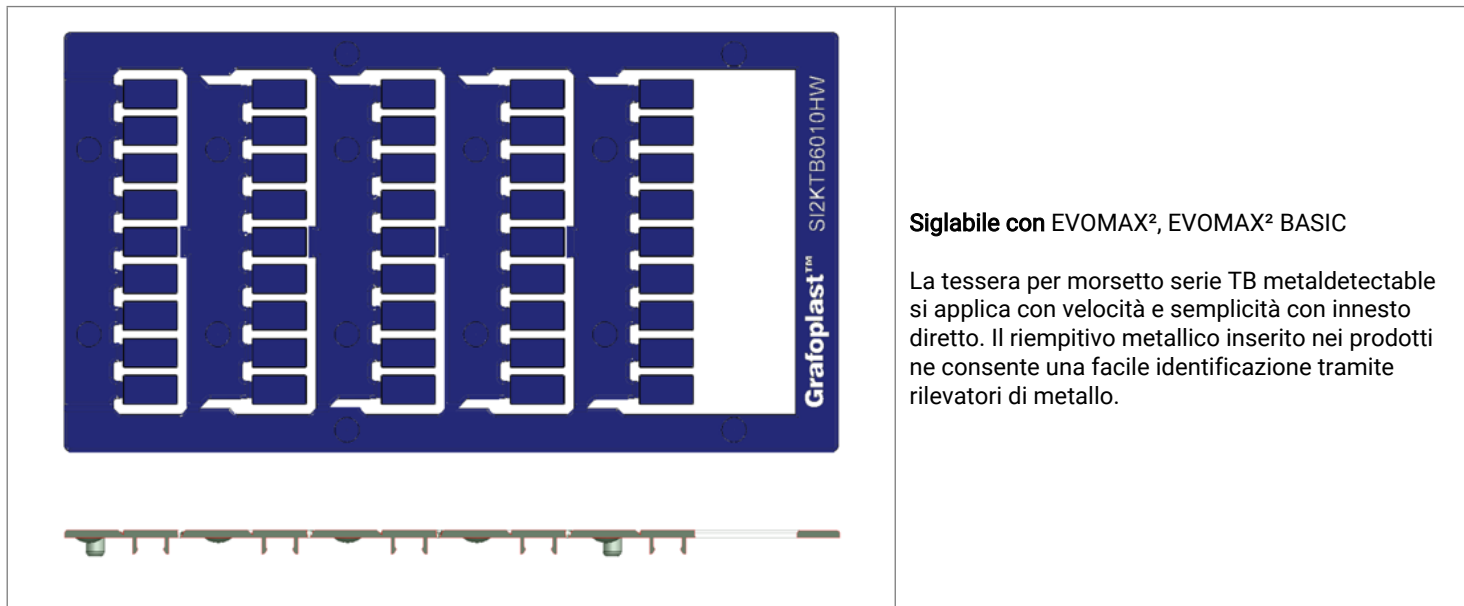 Grafoplast™ SI2KTB6010HW
Siglabile con EVOMAX², EVOMAX² BASIC
La tessera per morsetto serie TB metaldetectable
si applica con velocità e semplicità con innesto
diretto. Il riempitivo metallico inserito nei prodotti
ne consente una facile identificazione tramite
rilevatori di metallo.